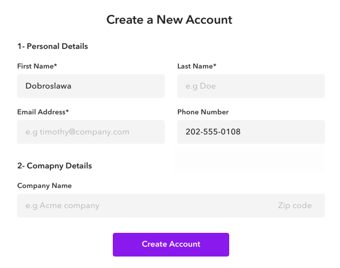 Create a New Account
1- Personal Details
First Name* Last Name*
Dobroslawa e.g Doe
Email Address* Phone Number
e.g timothy@company.com 202-555-0108
2- Comapny Details
Company Name
e.g Acme company Zip code
Create Account